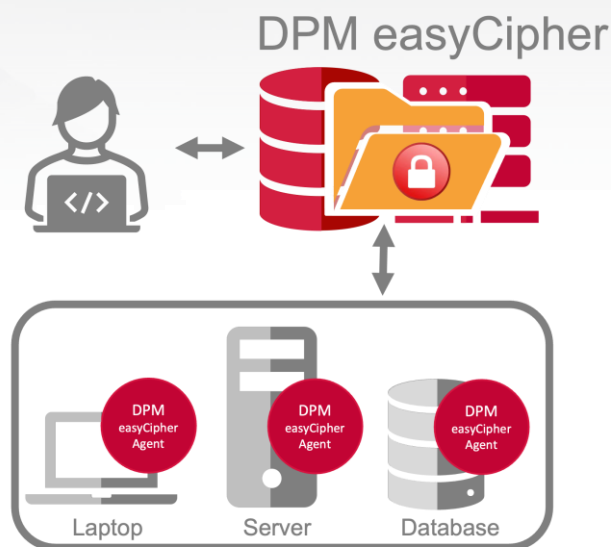 DPM easyCipher
</>
DPM
easyCipher
Agent
DPM
easyCipher
Agent
DPM
easyCipher
Agent
Laptop
Server
Database